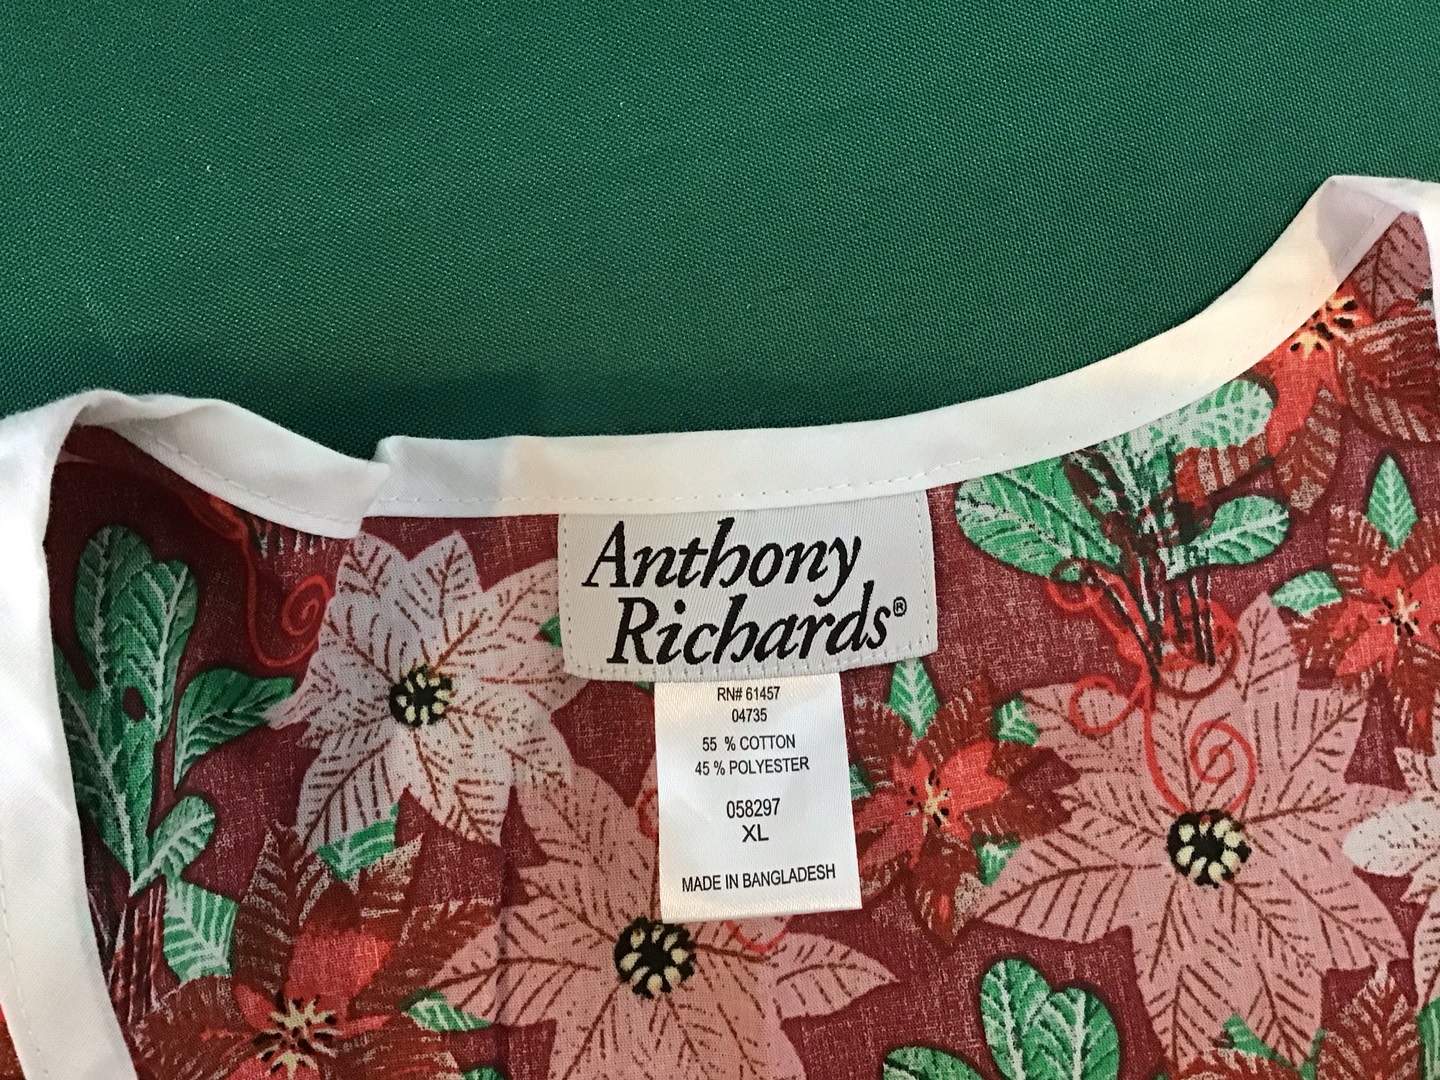 Anthony
Richards®
RN# 61457
04735
55 % COTTON
45 % POLYESTER
058297
XL
MADE IN BANGLADESH